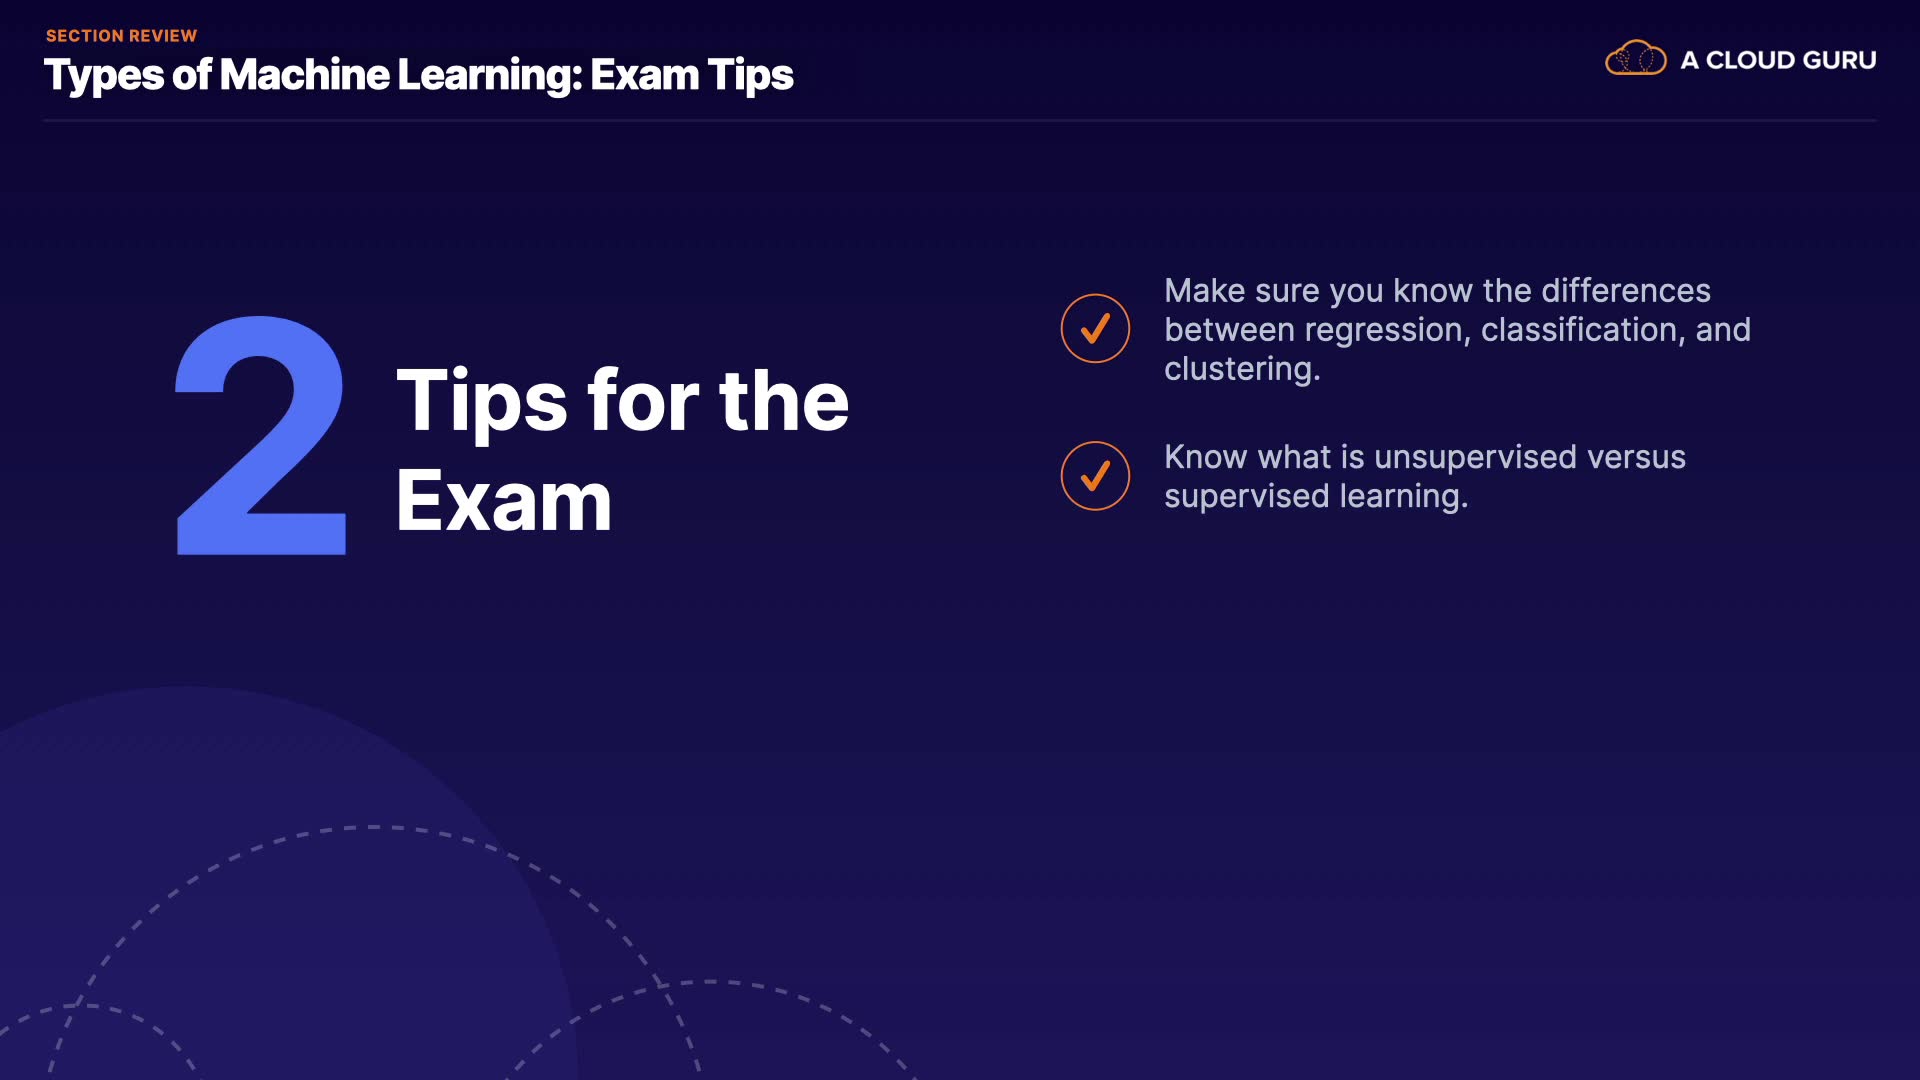 SECTION REVIEW
Types of Machine Learning: Exam Tips
A CLOUD GURU
2
Tips for the
Exam
Make sure you know the differences
between regression, classification, and
clustering.
Know what is unsupervised versus
supervised learning.